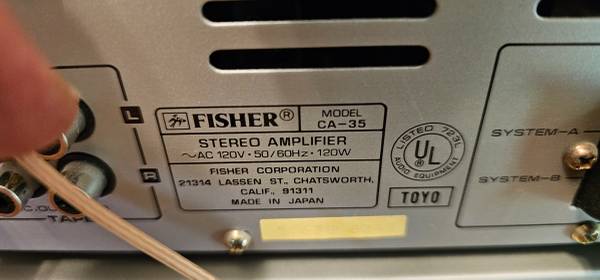 L
FISHER®
MODEL
CA-35
STEREO AMPLIFIER
~AC 120V · 50/60Hz · 120W
FISHER CORPORATION
21314 LASSEN ST., CHATSWORTH,
CALIF., 91311
MADE IN JAPAN
LISTED 723L
UL®
AUDIO EQUIPMENT
TOYO
SYSTEM-A
SYSTEM-B
R
TAPE